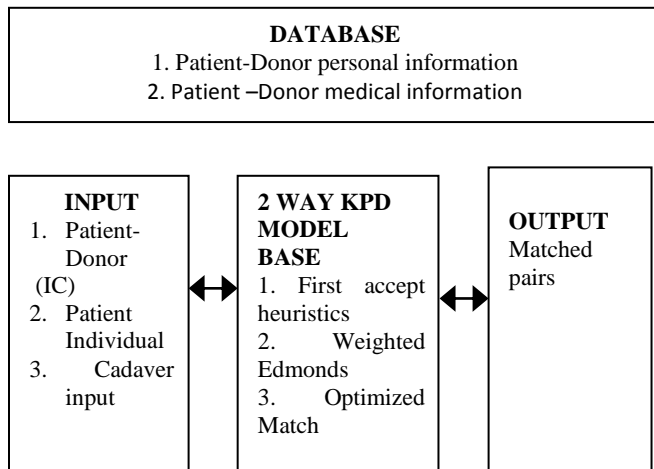 DATABASE
1. Patient-Donor personal information
2. Patient –Donor medical information
INPUT
1. Patient-
Donor
(IC)
2. Patient
Individual
3. Cadaver
input
2 WAY KPD
MODEL
BASE
1. First accept
heuristics
2. Weighted
Edmonds
3. Optimized
Match
OUTPUT
Matched
pairs